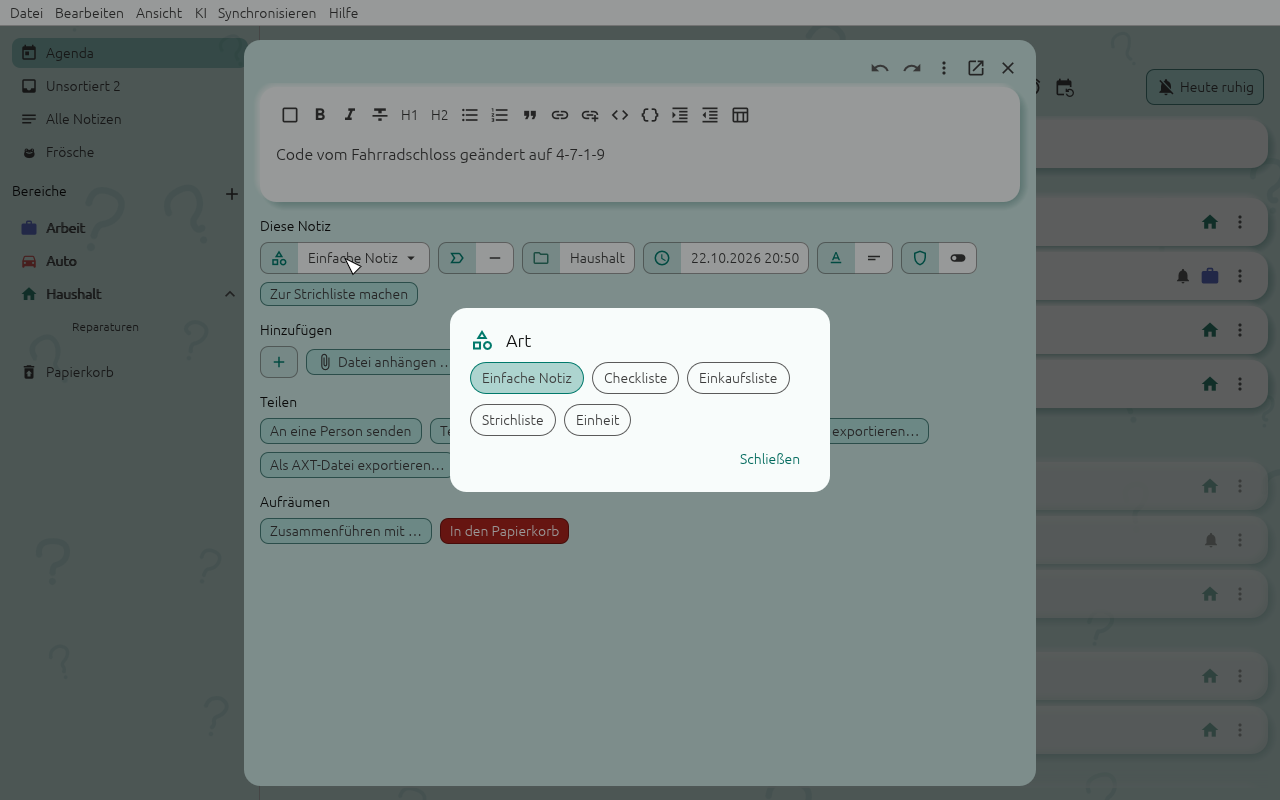 Datei Bearbeiten Ansicht KI Synchronisieren Hilfe
Agenda
Unsortiert 2
Alle Notizen
Frösche
Bereiche
Arbeit
Auto
Haushalt
Reparaturen
Papierkorb
Heute ruhig
H1 H2
Code vom Fahrradschloss geändert auf 4-7-1-9
Diese Notiz
Einfache Notiz
Haushalt
22.10.2026 20:50
Zur Strichliste machen
Hinzufügen
Datei anhängen ...
Teilen
An eine Person senden
exportieren...
Als AXT-Datei exportieren...
Aufräumen
Zusammenführen mit ...
In den Papierkorb
Art
Einfache Notiz Checkliste Einkaufsliste
Strichliste Einheit
Schließen